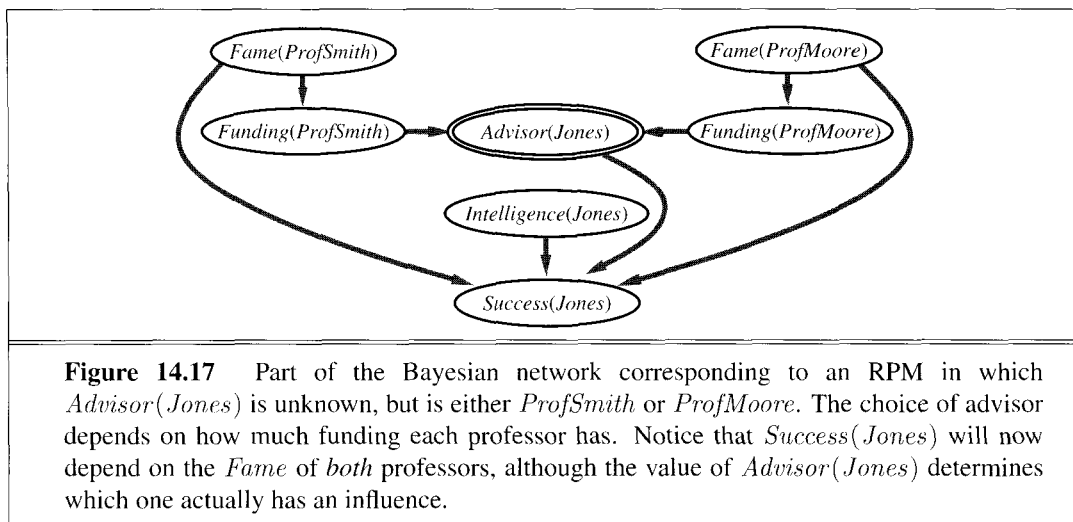 Fame(ProfSmith)
Fame(ProfMoore)
Funding(ProfSmith)
Advisor(Jones)
Funding(ProfMoore)
Intelligence(Jones)
Success(Jones)
Figure 14.17 Part of the Bayesian network corresponding to an RPM in which
Advisor(Jones) is unknown, but is either ProfSmith or ProfMoore. The choice of advisor
depends on how much funding each professor has. Notice that Success(Jones) will now
depend on the Fame of both professors, although the value of Advisor(Jones) determines
which one actually has an influence.